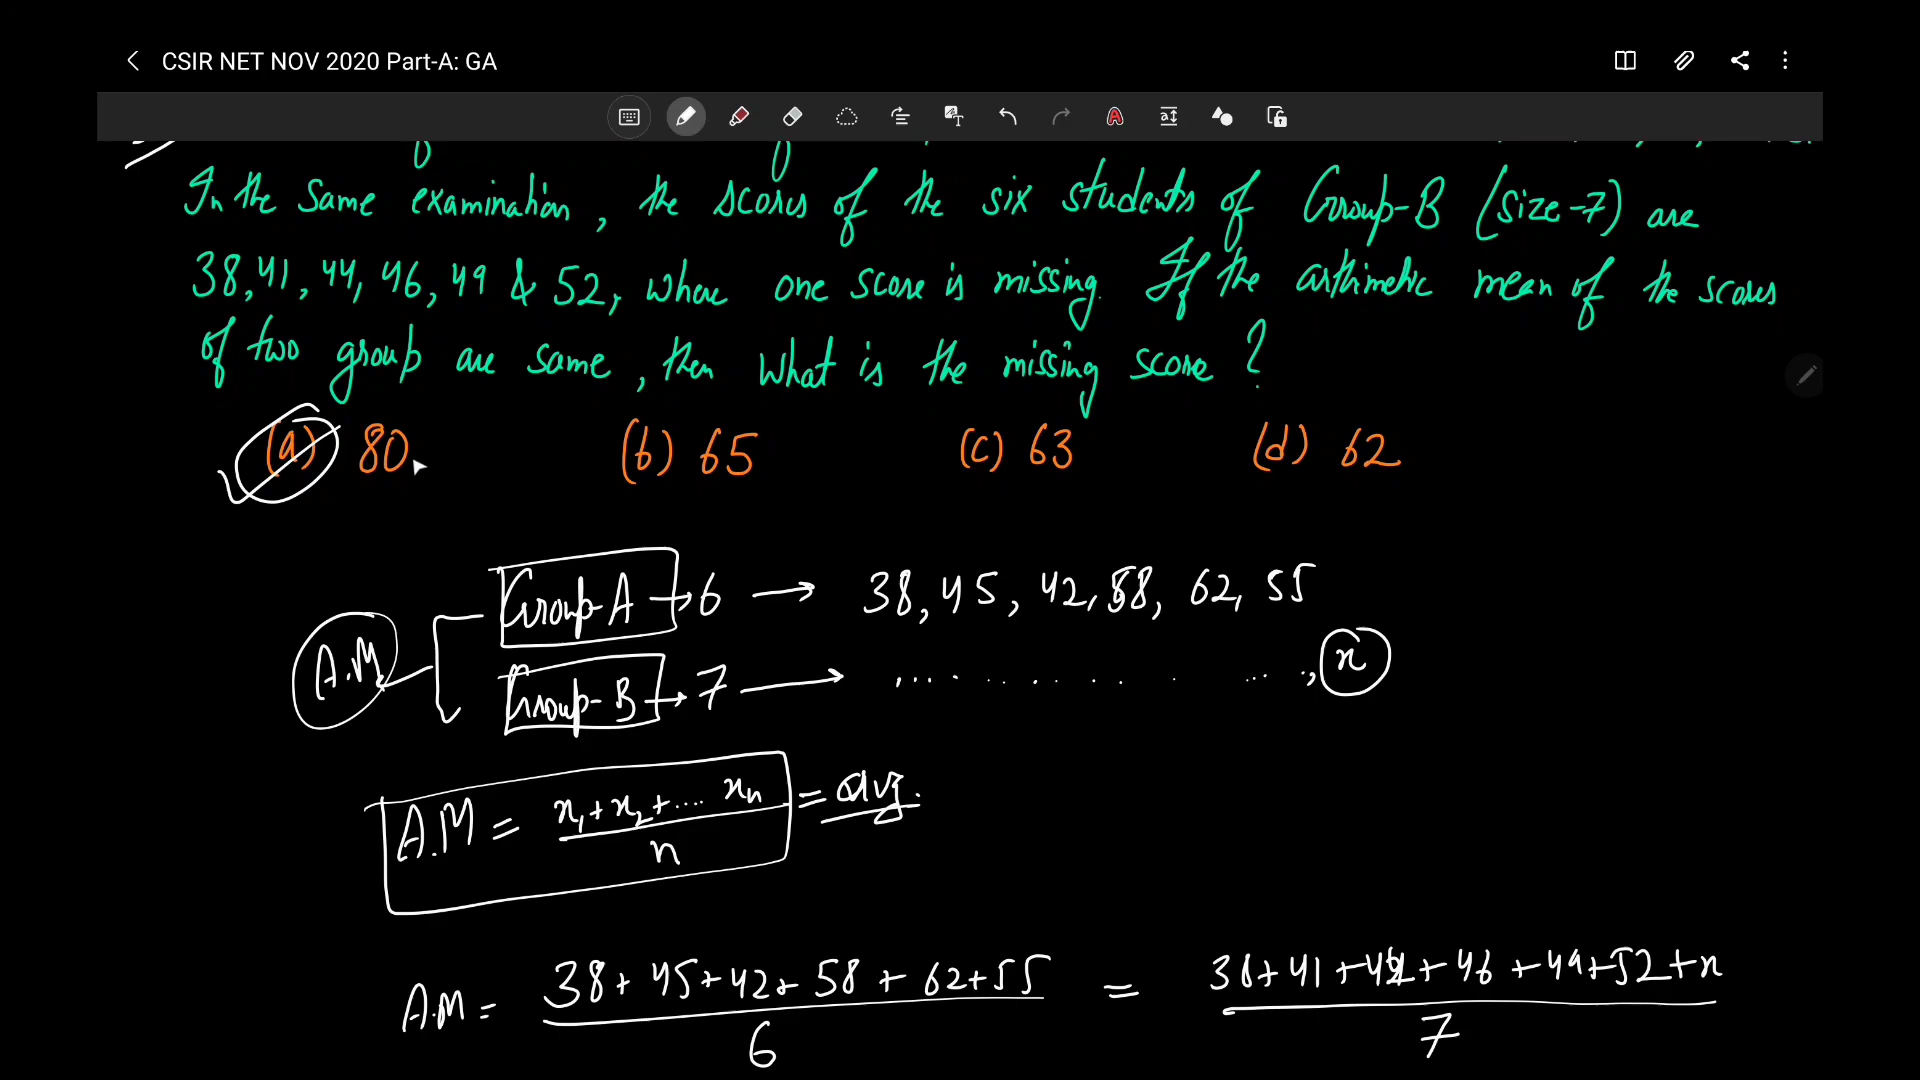 CSIR NET NOV 2020 Part-A: GA
In the same examination, the scores of the six students of Group-B (size-7) are
38, 41, 44, 46, 49 & 52, where one score is missing. If the arithmetic mean of the scores
of two group are same, then what is the missing score?
(a) 80 (b) 65 (c) 63 (d) 62
Group-A → 6 → 38, 45, 42, 58, 62, 55
A.M
Group-B → 7 → .... . . . . . . . ... ., x
A.M = x1 + x2 + .... xn / n = avg.
A.M = 38 + 45 + 42 + 58 + 62 + 55 / 6 = 38 + 41 + 44 + 46 + 49 + 52 + x / 7